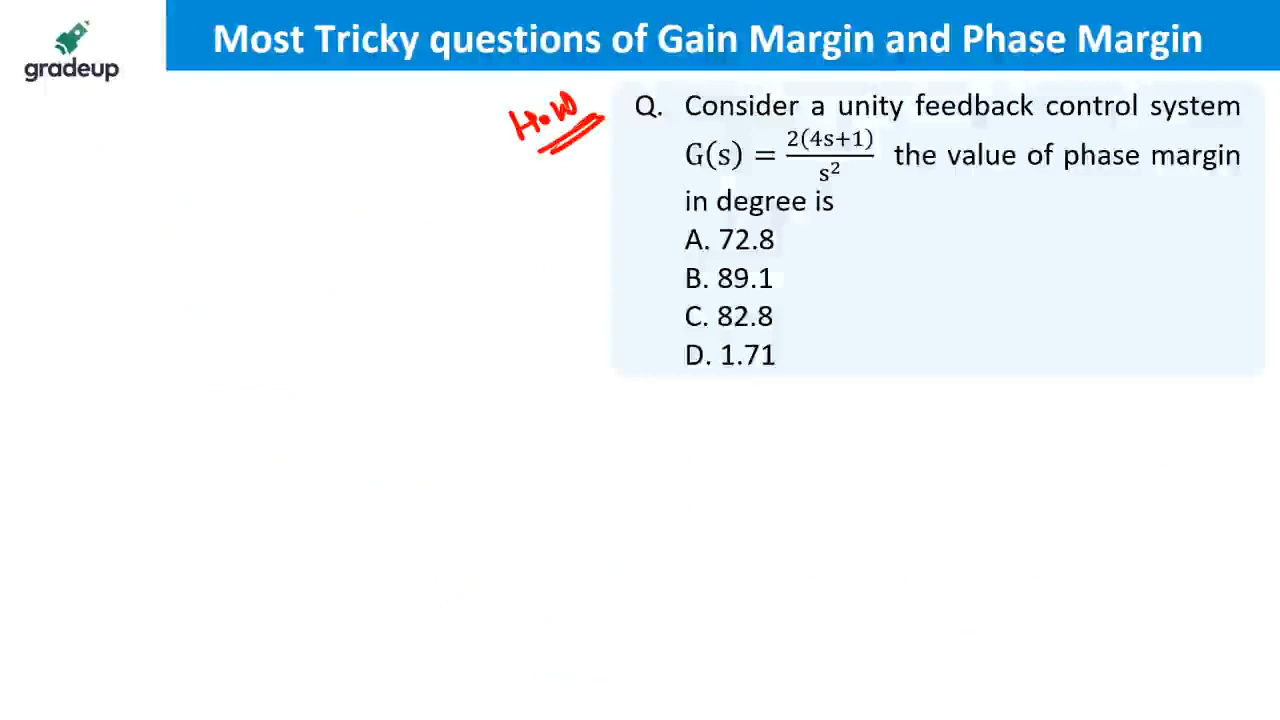 Most Tricky questions of Gain Margin and Phase Margin
gradeup
H.W
Q. Consider a unity feedback control system
G(s) = 2(4s+1)/s² the value of phase margin
in degree is
A. 72.8
B. 89.1
C. 82.8
D. 1.71